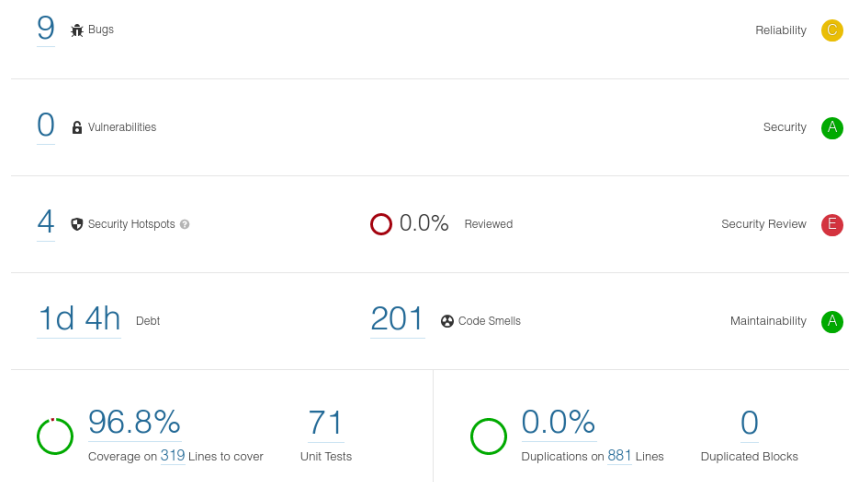 9 Bugs Reliability C
0 Vulnerabilities Security A
4 Security Hotspots ? 0.0% Reviewed Security Review E
1d 4h Debt 201 Code Smells Maintainability A
96.8% 71 0.0% 0
Coverage on 319 Lines to cover Unit Tests Duplications on 881 Lines Duplicated Blocks